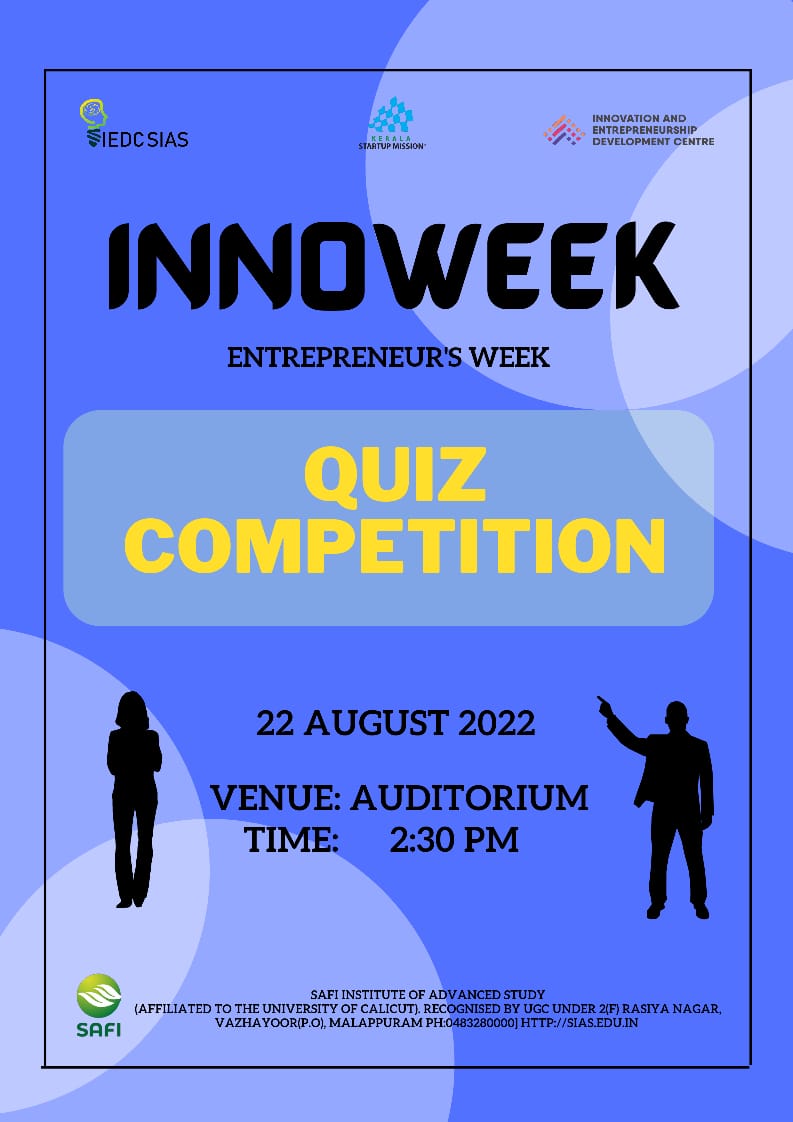 IEDC SIAS
KERALA
STARTUP MISSION
INNOVATION AND
ENTREPRENEURSHIP
DEVELOPMENT CENTRE
INNOWEEK
ENTREPRENEUR'S WEEK
QUIZ
COMPETITION
22 AUGUST 2022
VENUE: AUDITORIUM
TIME: 2:30 PM
SAFI
SAFI INSTITUTE OF ADVANCED STUDY
(AFFILIATED TO THE UNIVERSITY OF CALICUT). RECOGNISED BY UGC UNDER 2(F) RASIYA NAGAR,
VAZHAYOOR(P.O), MALAPPURAM PH:0483280000] HTTP://SIAS.EDU.IN